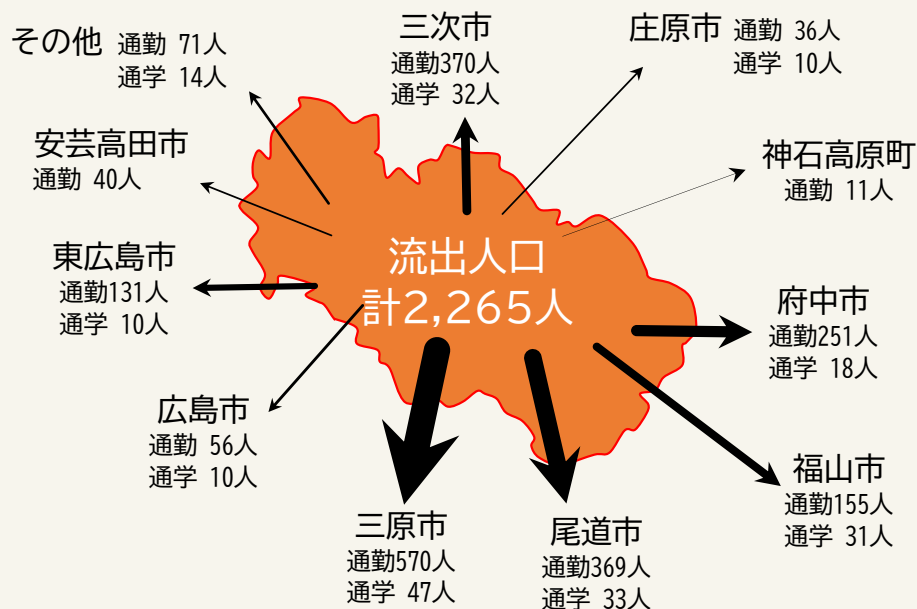 その他 通勤 71人
通学 14人
三次市
通勤370人
通学 32人
庄原市 通勤 36人
通学 10人
安芸高田市
通勤 40人
神石高原町
通勤 11人
東広島市
通勤131人
通学 10人
流出人口
計2,265人
府中市
通勤251人
通学 18人
広島市
通勤 56人
通学 10人
福山市
通勤155人
通学 31人
三原市
通勤570人
通学 47人
尾道市
通勤369人
通学 33人